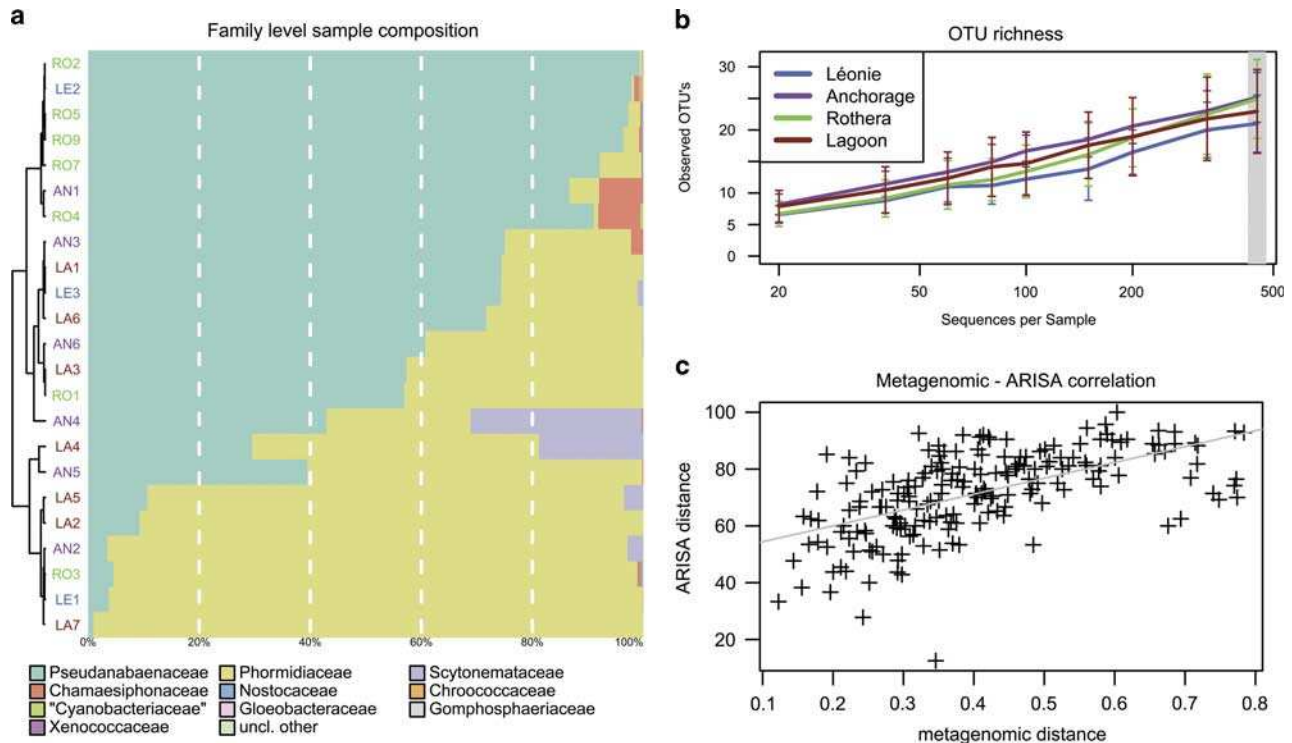 a
Family level sample composition
RO2
LE2
RO5
RO9
RO7
AN1
RO4
AN3
LA1
LE3
LA6
AN6
LA3
RO1
AN4
LA4
AN5
LA5
LA2
AN2
RO3
LE1
LA7
0% 20% 40% 60% 80% 100%
Pseudanabaenaceae Phormidiaceae Scytonemataceae
Chamaesiphonaceae Nostocaceae Chroococcaceae
"Cyanobacteriaceae" Gloeobacteraceae Gomphosphaeriaceae
Xenococcaceae uncl. other
b
OTU richness
Observed OTU's
30
20
10
5
0
Léonie
Anchorage
Rothera
Lagoon
20 50 100 200 500
Sequences per Sample
c
Metagenomic - ARISA correlation
ARISA distance
100
80
60
40
20
0.1 0.2 0.3 0.4 0.5 0.6 0.7 0.8
metagenomic distance